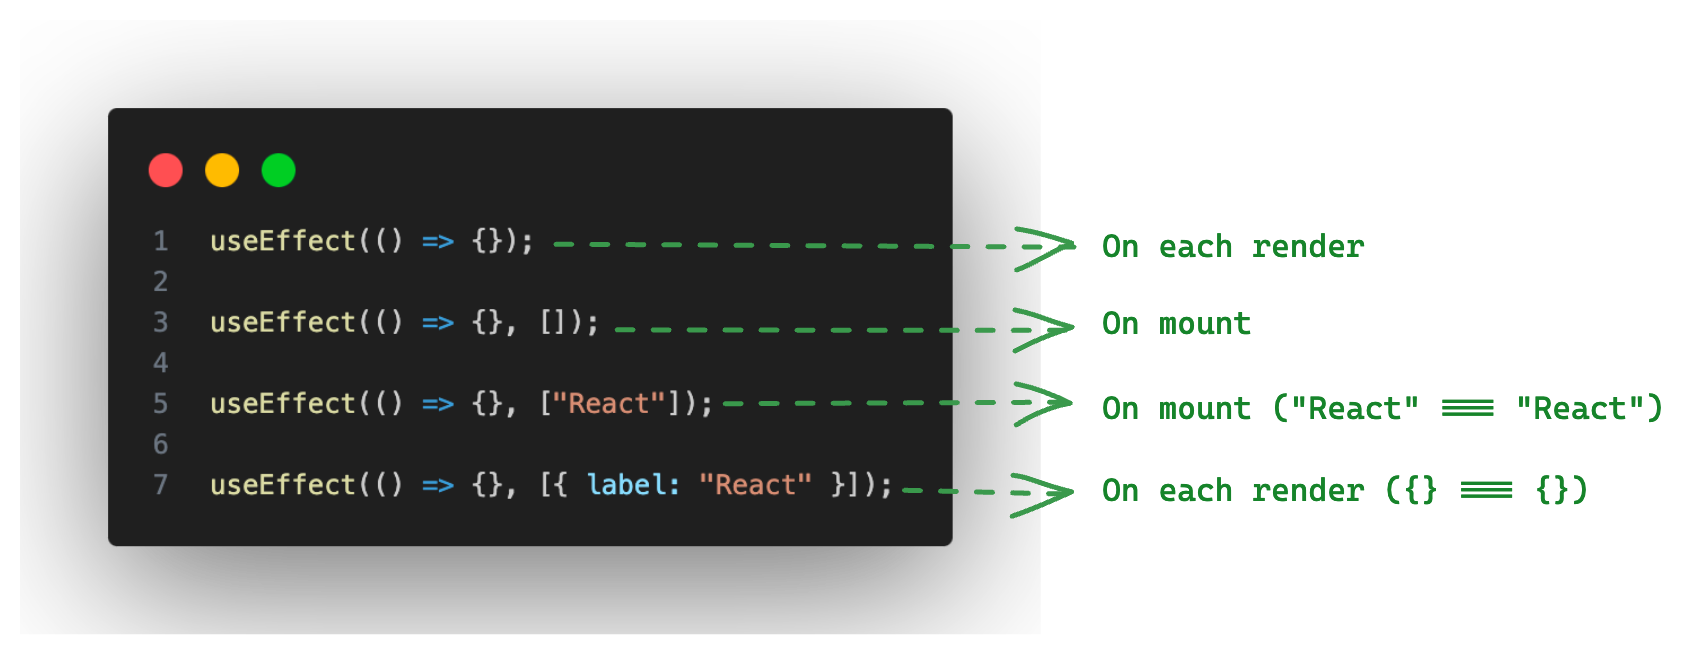 1 useEffect(() => {}); On each render
2
3 useEffect(() => {}, []); On mount
4
5 useEffect(() => {}, ["React"]); On mount ("React" === "React")
6
7 useEffect(() => {}, [{ label: "React" }]); On each render ({} === {})